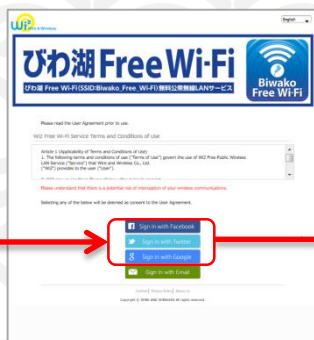 Wi2
English
びわ湖 Free Wi-Fi
びわ湖 Free Wi-Fi(SSID:Biwako_Free_Wi-Fi)無料公衆無線LANサービス
Biwako
Free Wi-Fi
Please read the User Agreement prior to use.
Wi2 Free Wi-Fi Service Terms and Conditions of Use
Article 1 (Applicability of Terms and Conditions of Use)
1. The following terms and conditions of use ("Terms of Use") govern the use of Wi2 Free Public Wireless
LAN Service ("Service") that Wire and Wireless Co., Ltd.
("Wi2") provides to the user ("User").
Please understand that there is a potential risk of interception of your wireless communications.
Selecting any of the below will be deemed as consent to the User Agreement.
Sign in with Facebook
Sign in with Twitter
Sign in with Google
Sign in with Email